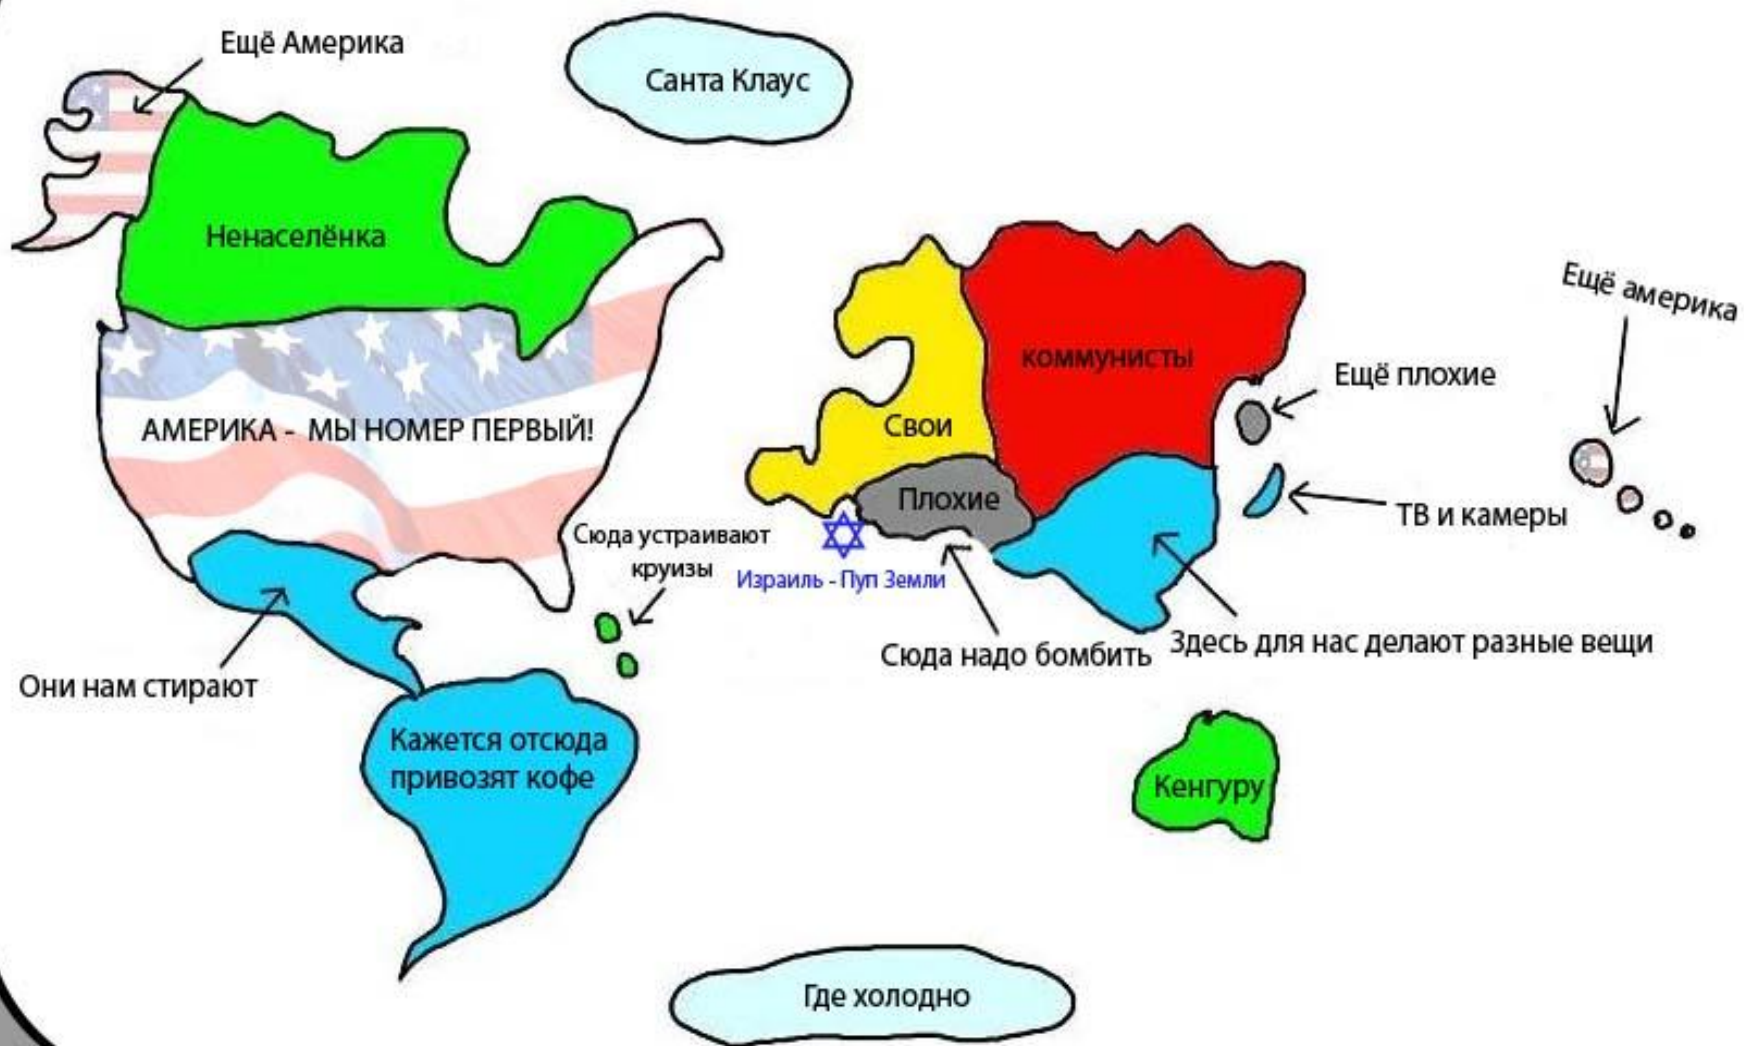 Ещё Америка
Санта Клаус
Ненаселёнка
Ещё америка
коммунисты
Ещё плохие
АМЕРИКА - МЫ НОМЕР ПЕРВЫЙ!
Свои
Плохие
ТВ и камеры
Сюда устраивают
круизы
Израиль - Пуп Земли
Сюда надо бомбить
Здесь для нас делают разные вещи
Они нам стирают
Кажется отсюда
привозят кофе
Кенгуру
Где холодно